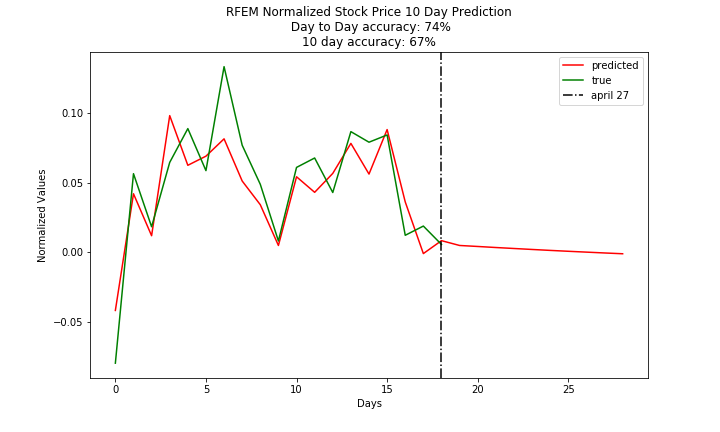 RFEM Normalized Stock Price 10 Day Prediction
Day to Day accuracy: 74%
10 day accuracy: 67%
predicted
true
april 27
0.10
0.05
0.00
−0.05
Normalized Values
0
5
10
15
20
25
Days